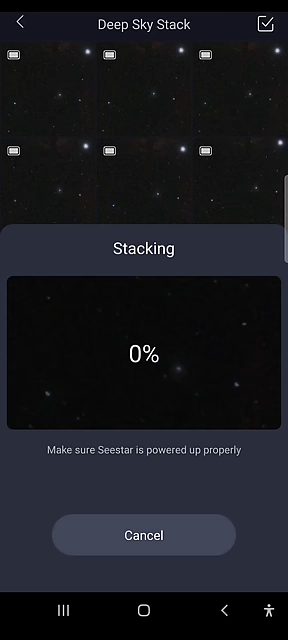 Deep Sky Stack
Stacking
0%
Make sure Seestar is powered up properly
Cancel